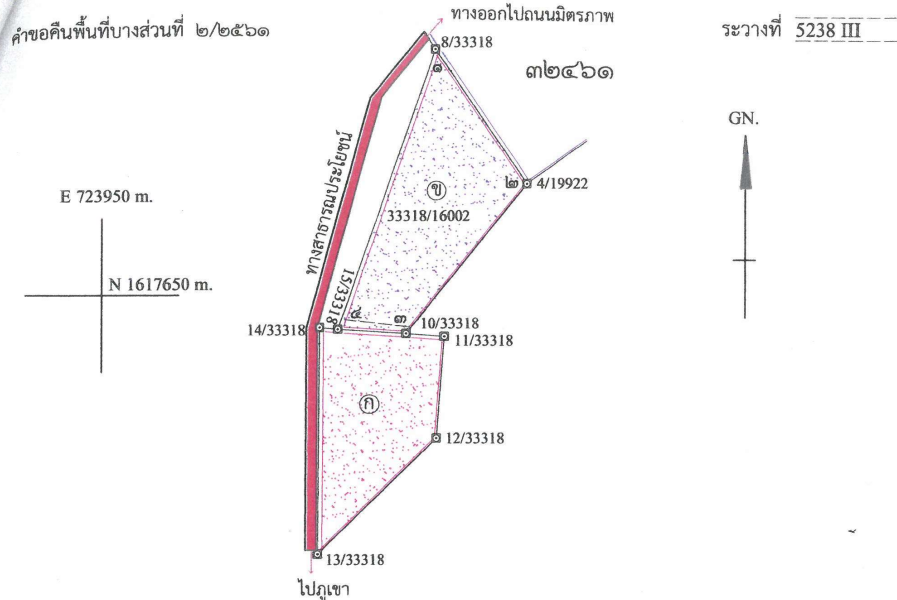 ทางออกไปถนนมิตรภาพ
คำขอคืนพื้นที่บางส่วนที่ ๒/๒๕๖๑
ระวางที่ 5238 III
8/33318
๑
๓๒๔๖๑
GN.
ทางสาธารณประโยชน์
ข
๒
4/19922
E 723950 m.
33318/16002
N 1617650 m.
15/33318
๔
๓
10/33318
14/33318
11/33318
ก
12/33318
13/33318
ไปภูเขา